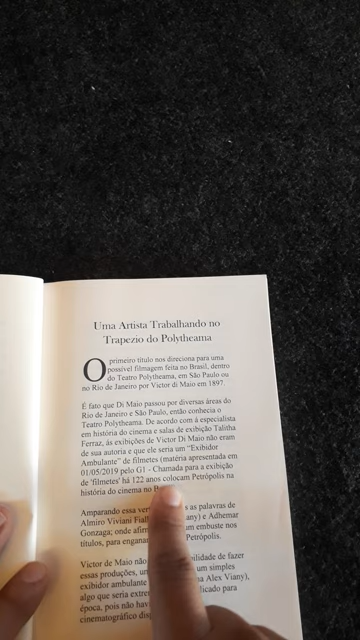 Uma Artista Trabalhando no
Trapezio do Polytheama
O primeiro título nos direciona para uma
possível filmagem feita no Brasil, dentro
do Teatro Polytheama, em São Paulo ou
no Rio de Janeiro por Victor di Maio em 1897.
É fato que Di Maio passou por diversas áreas do
Rio de Janeiro e São Paulo, então conhecia o
Teatro Polytheama. De acordo com a especialista
em história do cinema e salas de exibição Talitha
Ferraz, às exibições de Victor Di Maio não eram
de sua autoria e que ele seria um “Exibidor
Ambulante” de filmetes (matéria apresentada em
01/05/2019 pelo G1 - Chamada para a exibição
de 'filmetes' há 122 anos colocam Petrópolis na
história do cinema no
Amparando essa as palavras de
Almiro Viviani e Adhemar
Gonzaga; onde embuste nos
títulos, para Petrópolis.
Victor de Maio de fazer
essas produções, um simples
exibidor ambulante Alex Viany),
algo que seria para
época, pois não
cinematográfico